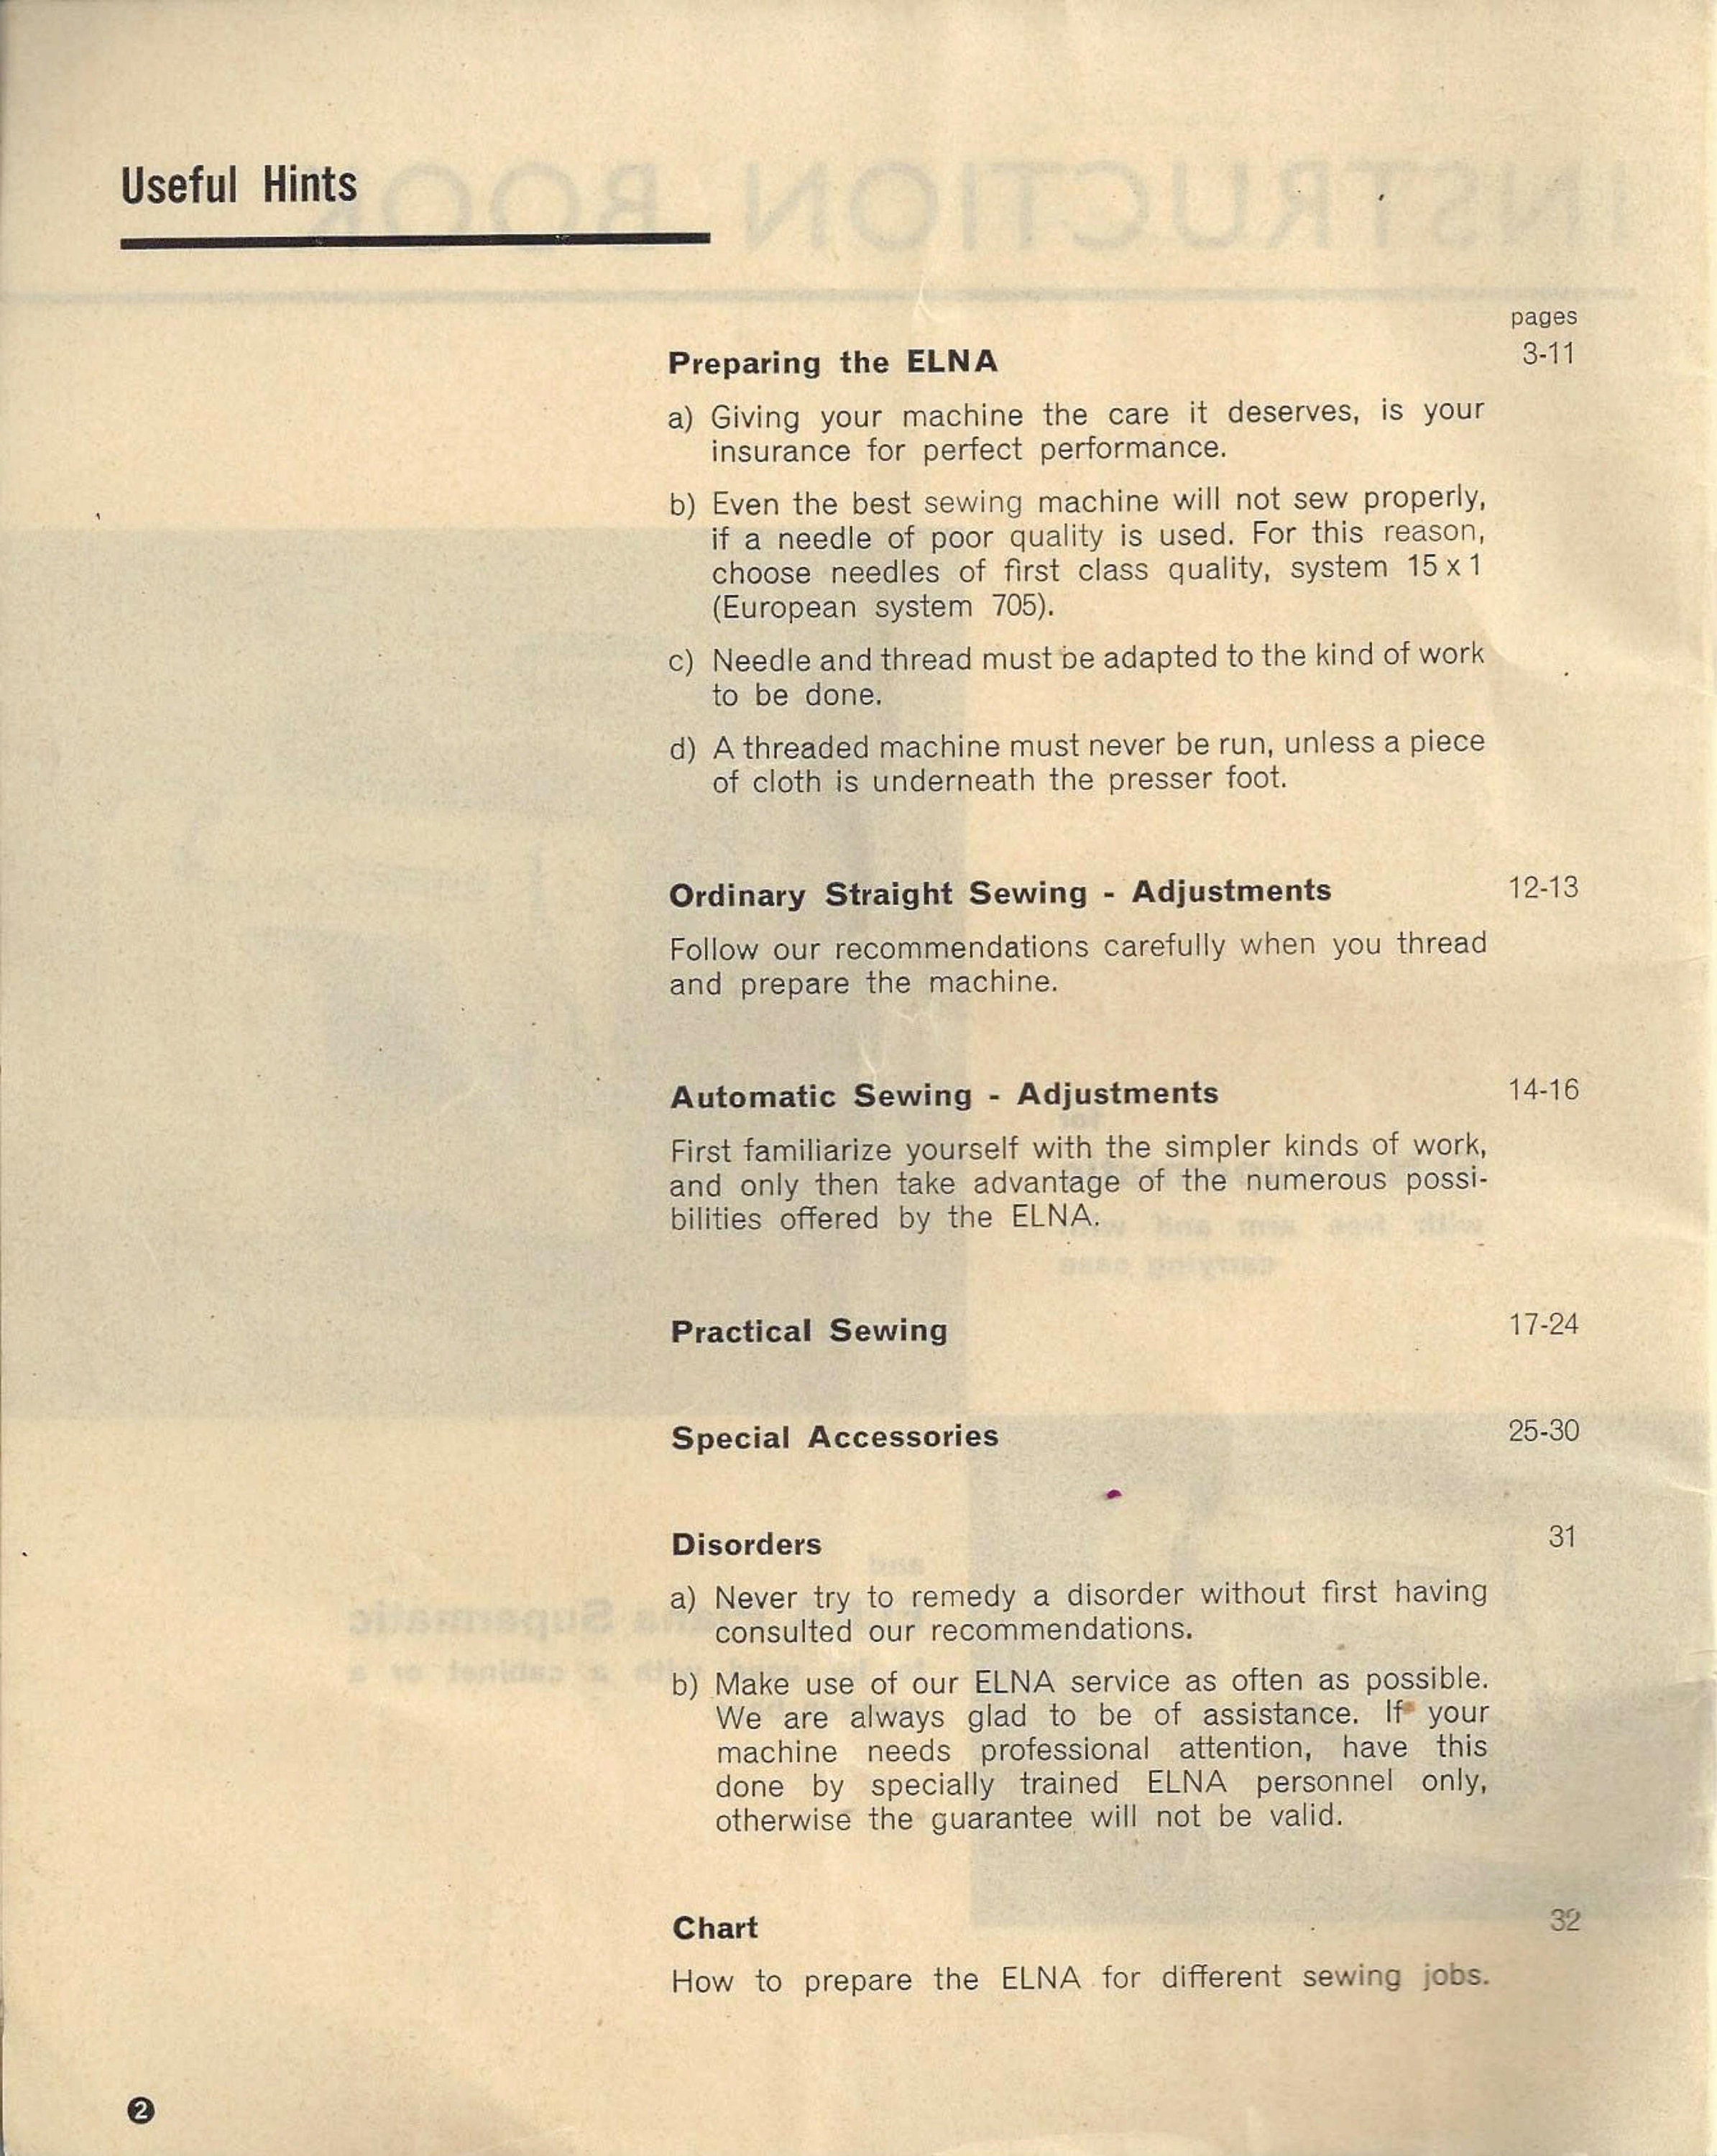 Useful Hints
pages
Preparing the ELNA 3-11
a) Giving your machine the care it deserves, is your
insurance for perfect performance.
b) Even the best sewing machine will not sew properly,
if a needle of poor quality is used. For this reason,
choose needles of first class quality, system 15 x 1
(European system 705).
c) Needle and thread must be adapted to the kind of work
to be done.
d) A threaded machine must never be run, unless a piece
of cloth is underneath the presser foot.
Ordinary Straight Sewing - Adjustments 12-13
Follow our recommendations carefully when you thread
and prepare the machine.
Automatic Sewing - Adjustments 14-16
First familiarize yourself with the simpler kinds of work,
and only then take advantage of the numerous possi-
bilities offered by the ELNA.
Practical Sewing 17-24
Special Accessories 25-30
Disorders 31
a) Never try to remedy a disorder without first having
consulted our recommendations.
b) Make use of our ELNA service as often as possible.
We are always glad to be of assistance. If your
machine needs professional attention, have this
done by specially trained ELNA personnel only,
otherwise the guarantee will not be valid.
Chart 32
How to prepare the ELNA for different sewing jobs.
2